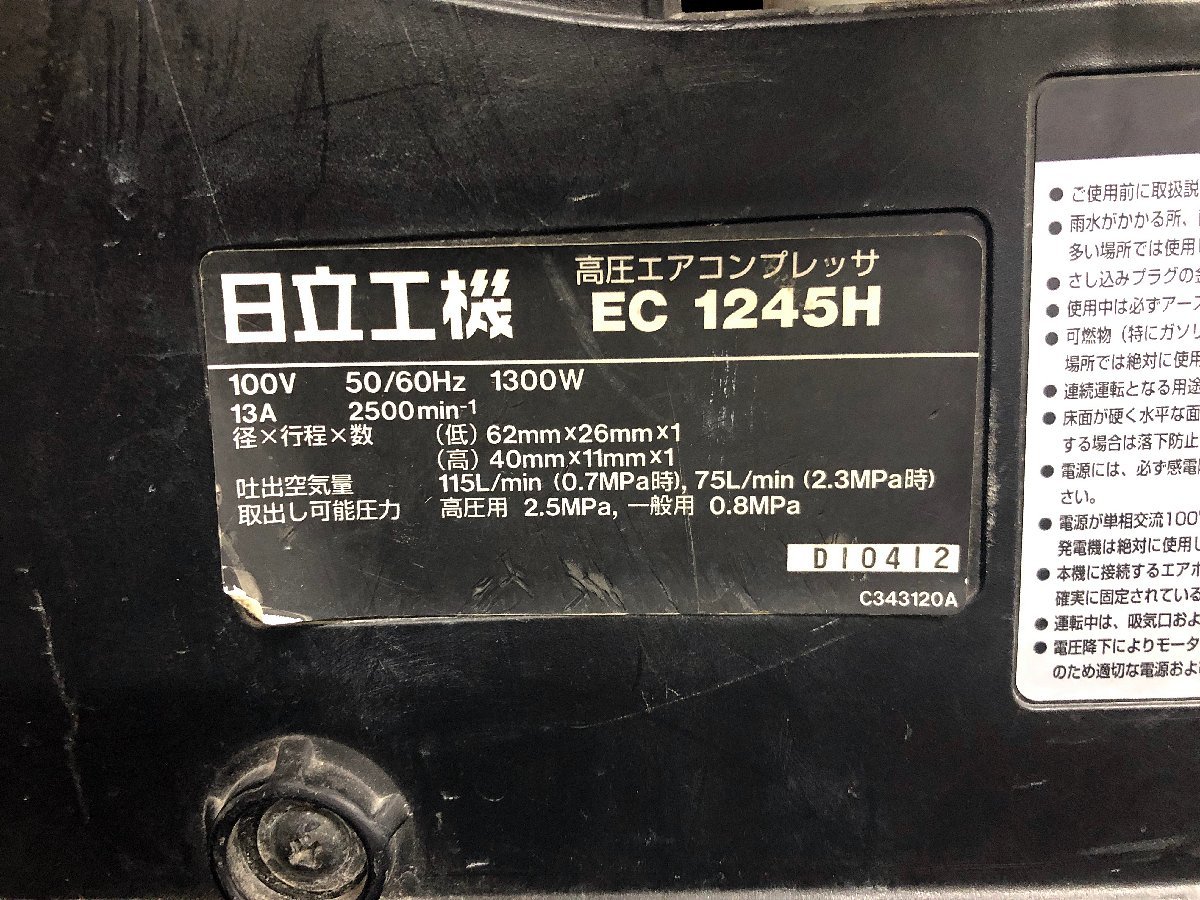 日立工機
高圧エアコンプレッサ
EC 1245H
100V 50/60Hz 1300W
13A 2500min-1
径×行程×数 (低) 62mm×26mm×1
(高) 40mm×11mm×1
吐出空気量 115L/min (0.7MPa時), 75L/min (2.3MPa時)
取出し可能圧力 高圧用 2.5MPa, 一般用 0.8MPa
D10412
C343120A
● ご使用前に取扱説
● 雨水がかかる所、
多い場所では使用
● さし込みプラグの
● 使用中は必ずアース
● 可燃物（特にガソリ
場所では絶対に使用
● 連続運転となる用途
● 床面が硬く水平な面
する場合は落下防止
● 電源には、必ず感電
さい。
● 電源が単相交流100
発電機は絶対に使用し
● 本機に接続するエアホ
確実に固定されている
● 運転中は、吸気口およ
● 電圧降下によりモータ
のため適切な電源およ